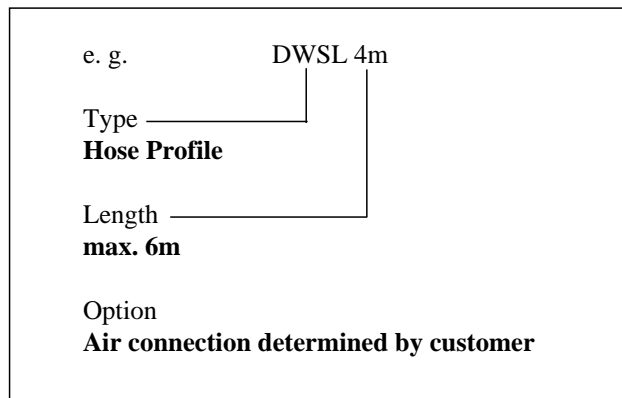 e. g. DWSL 4m
Type
Hose Profile
Length
max. 6m
Option
Air connection determined by customer